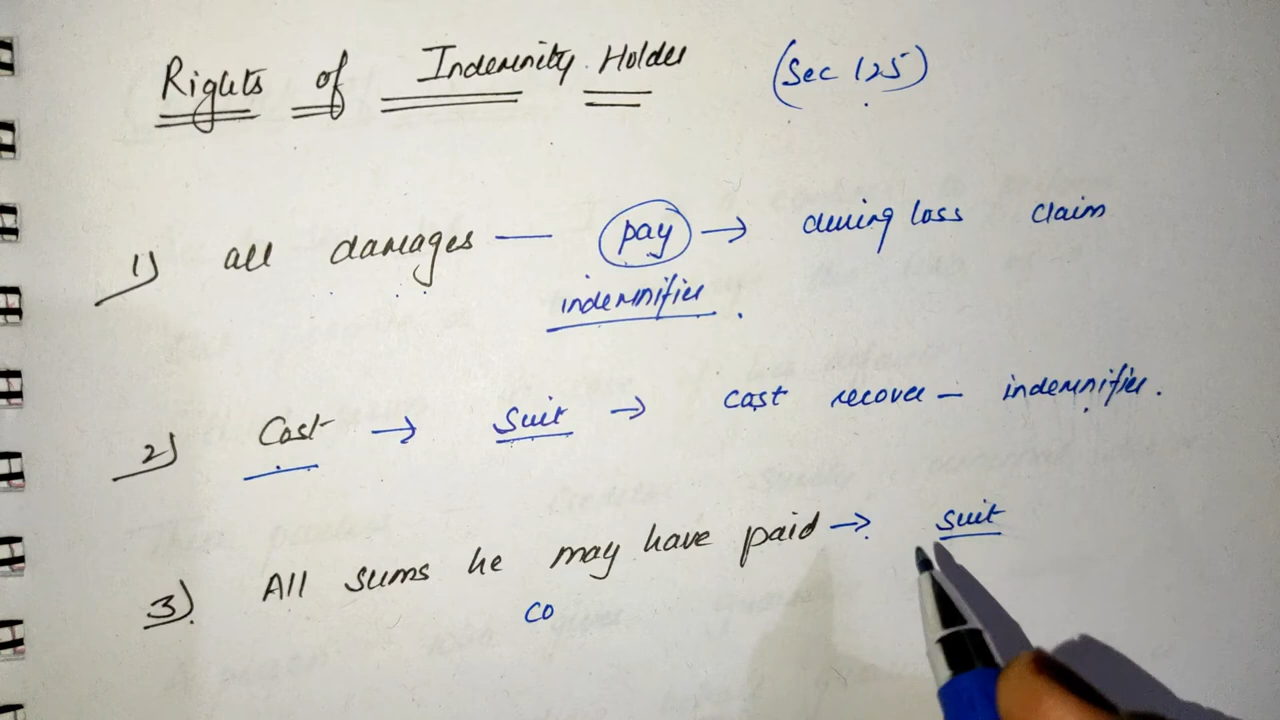 Rights of Indemnity Holder (Sec 125)
1) all damages — pay → during loss claim
indemnifier.
2) Cost → Suit → cost recover – indemnifier.
3) All sums he may have paid → suit
co